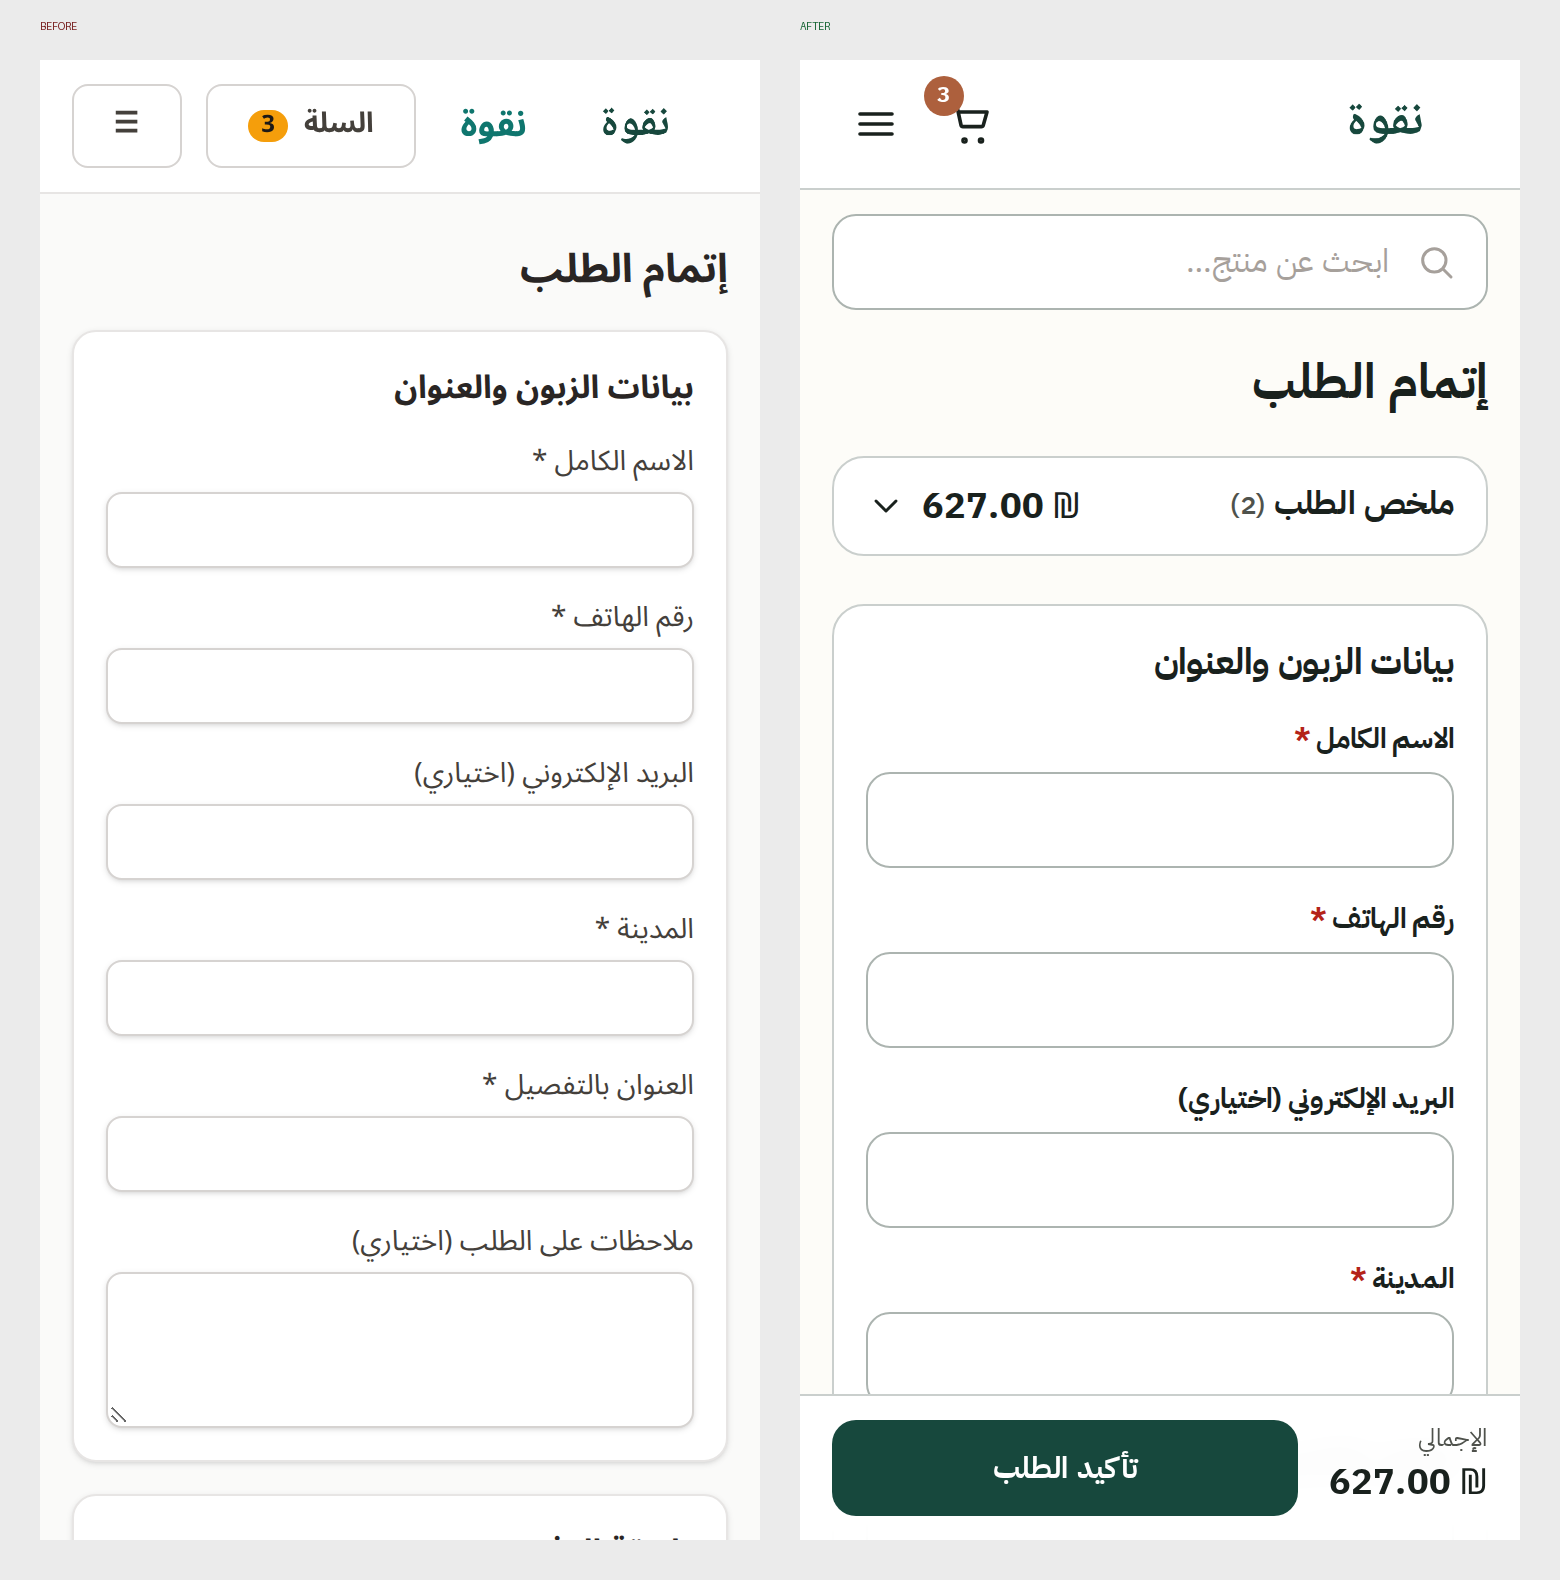 BEFORE
نقوة
نقوة
السلة 3
إتمام الطلب
بيانات الزبون والعنوان
الاسم الكامل *
رقم الهاتف *
البريد الإلكتروني (اختياري)
المدينة *
العنوان بالتفصيل *
ملاحظات على الطلب (اختياري)
AFTER
نقوة
3
ابحث عن منتج...
إتمام الطلب
ملخص الطلب (2)
₪ 627.00
بيانات الزبون والعنوان
الاسم الكامل *
رقم الهاتف *
البريد الإلكتروني (اختياري)
المدينة *
الإجمالي
₪ 627.00
تأكيد الطلب